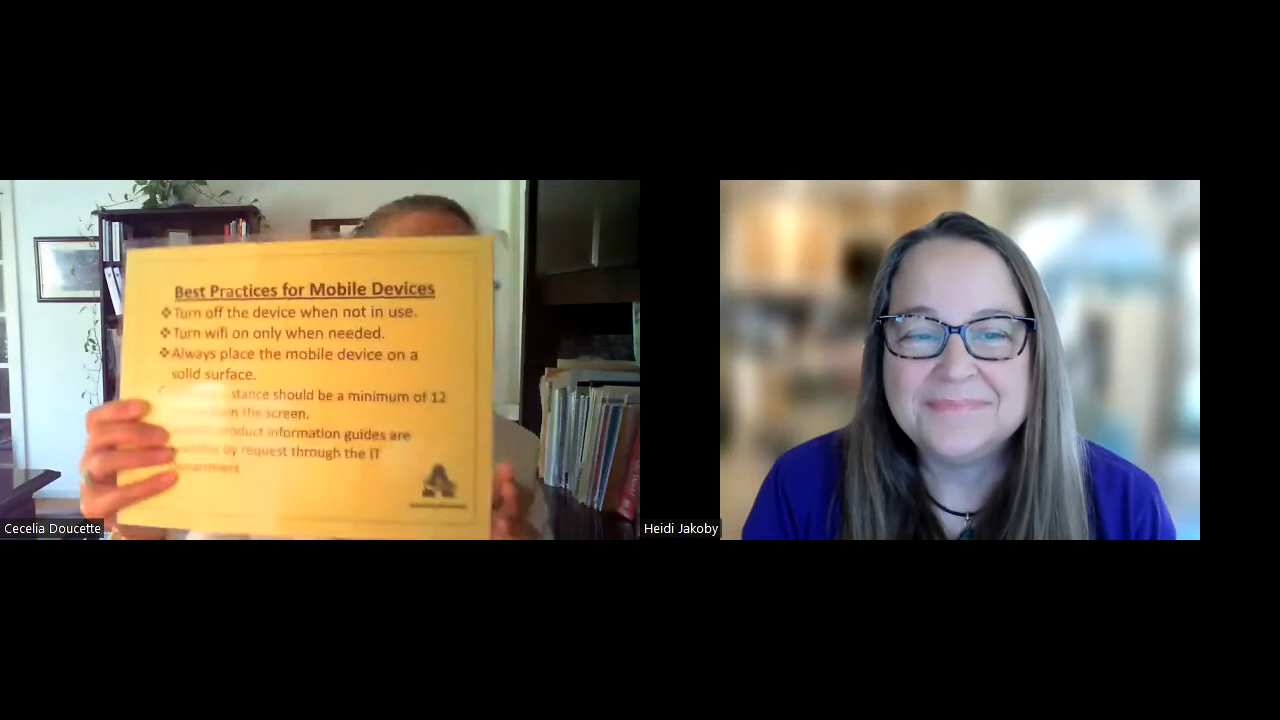 Best Practices for Mobile Devices
❖Turn off the device when not in use.
❖Turn wifi on only when needed.
❖Always place the mobile device on a
solid surface.
should be a minimum of 12
the screen.
product information guides are
by request through the IT
Cecelia Doucette
Heidi Jakoby